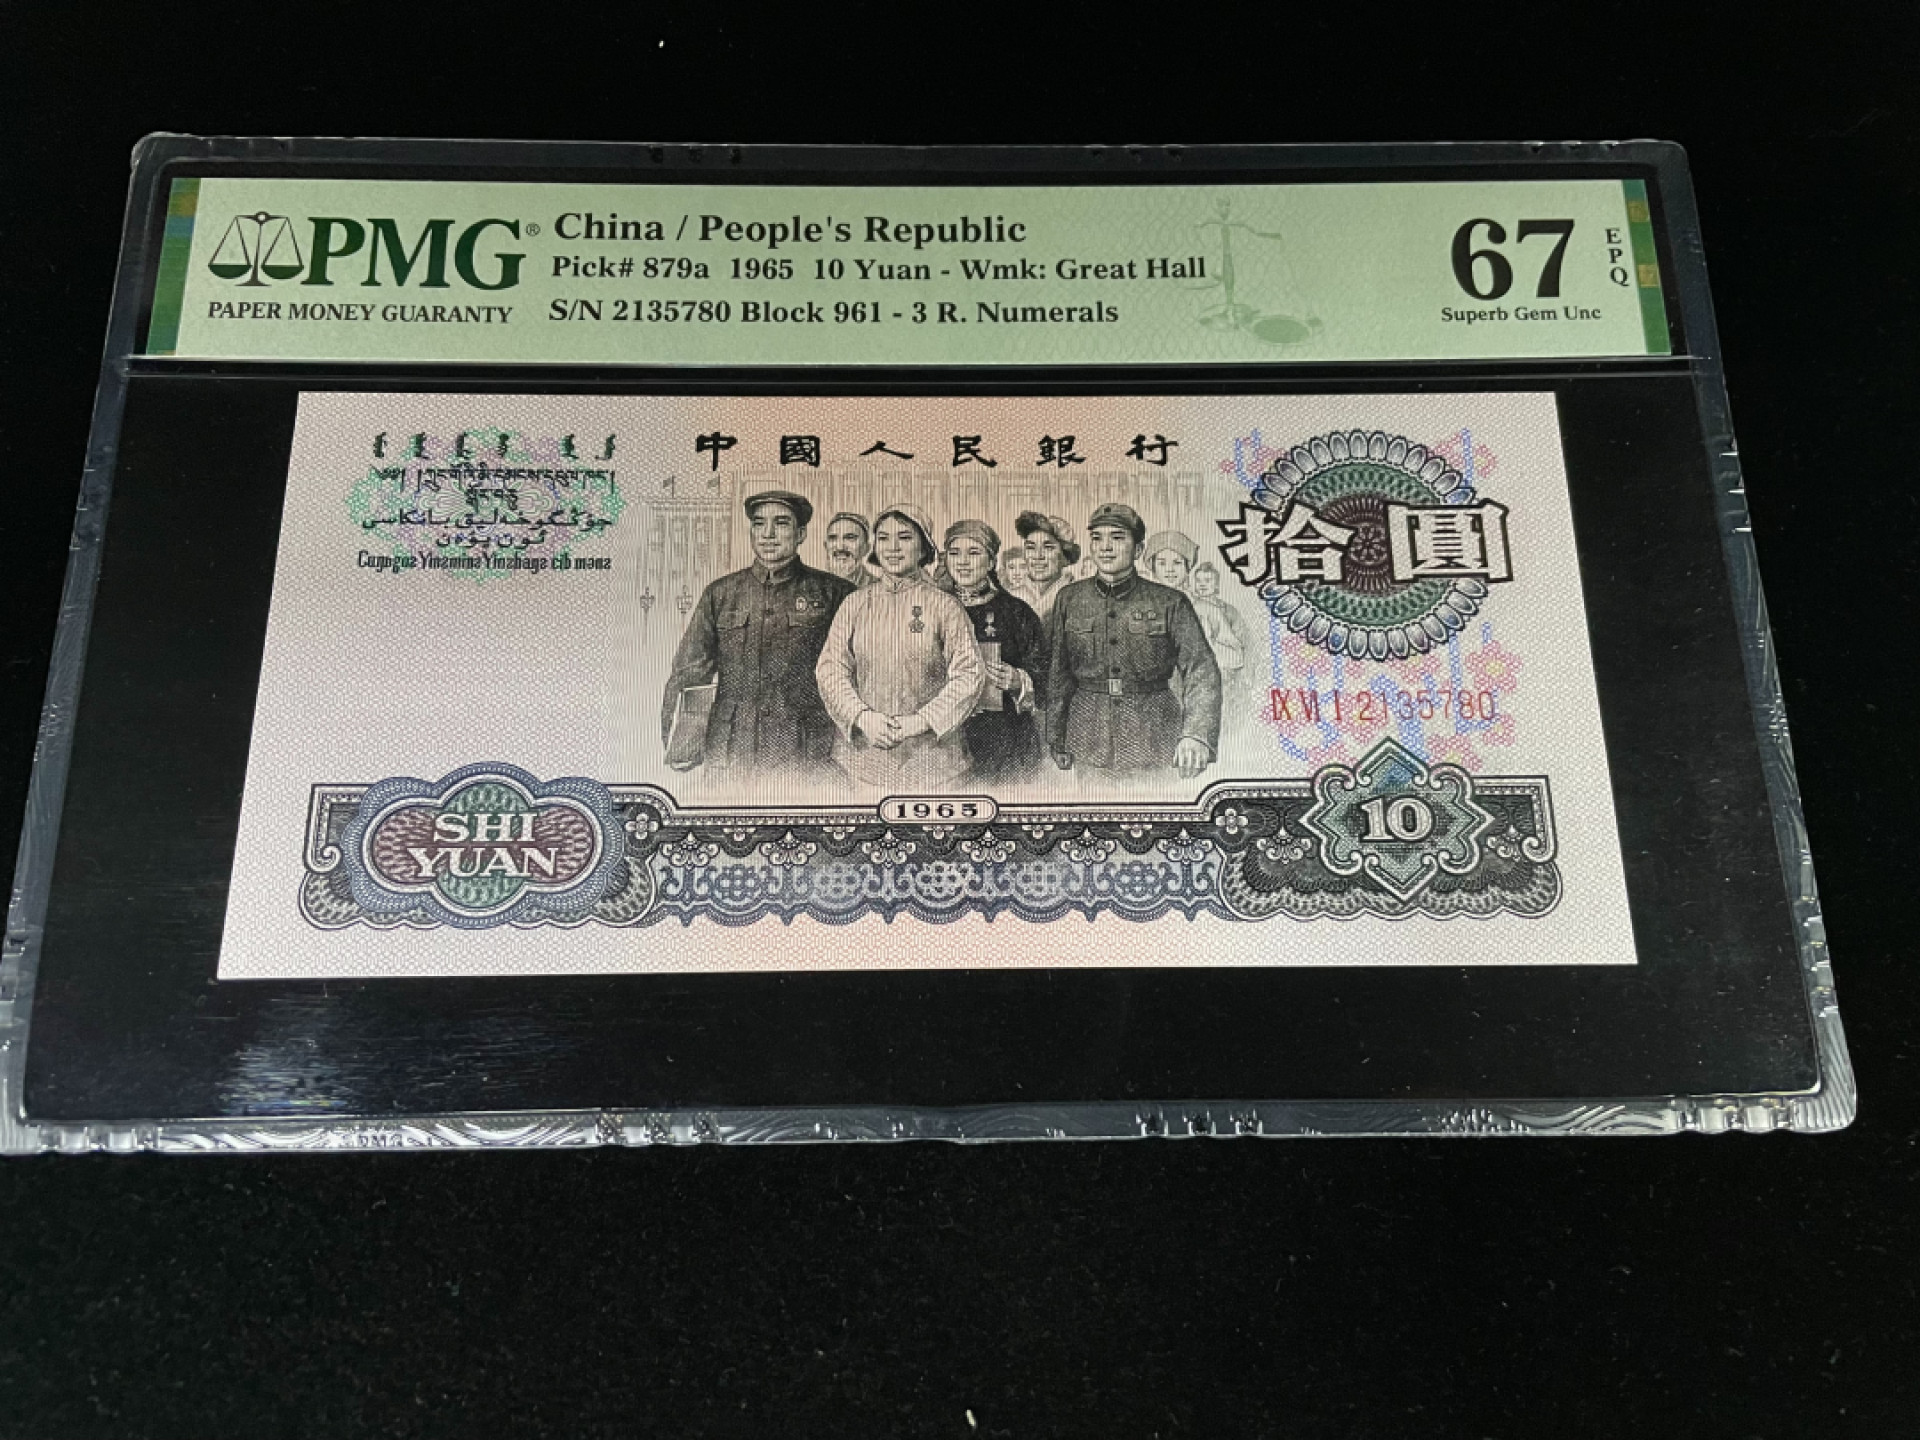 PMG® China / People's Republic
Pick# 879a 1965 10 Yuan - Wmk: Great Hall
PAPER MONEY GUARANTY S/N 2135780 Block 961 - 3 R. Numerals
67 EPQ
Superb Gem Unc
中國人民銀行
拾圓
Ⅸ Ⅵ Ⅰ 2135780
1965
SHI
YUAN
10